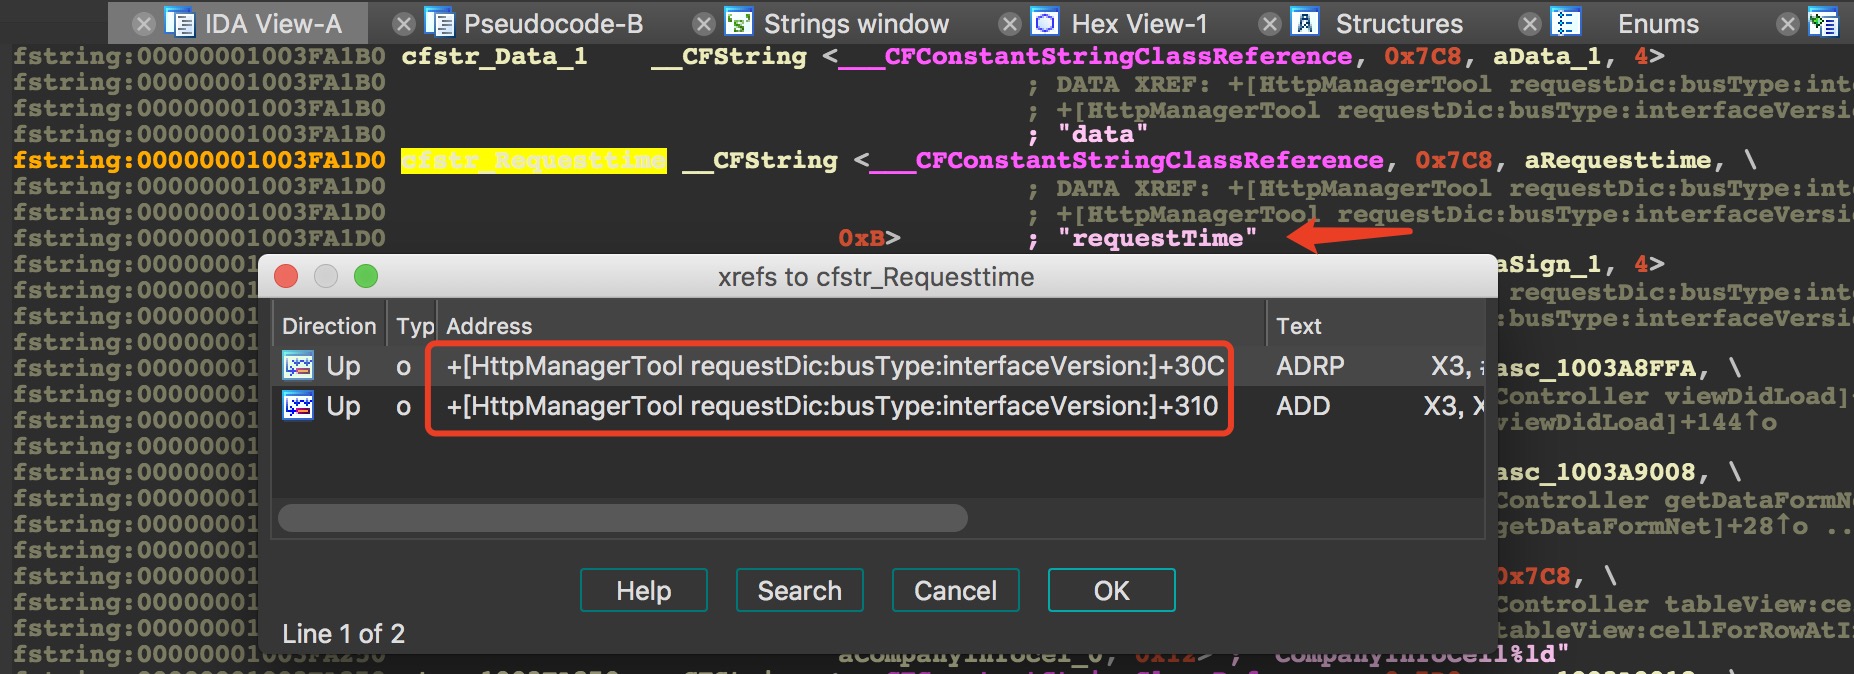 IDA View-A Pseudocode-B Strings window Hex View-1 Structures Enums
fstring:00000001003FA1B0 cfstr_Data_1 __CFString <___CFConstantStringClassReference, 0x7C8, aData_1, 4>
fstring:00000001003FA1B0 ; DATA XREF: +[HttpManagerTool requestDic:busType:inte
fstring:00000001003FA1B0 ; +[HttpManagerTool requestDic:busType:interfaceVersi
fstring:00000001003FA1B0 ; "data"
fstring:00000001003FA1D0 cfstr_Requesttime __CFString <___CFConstantStringClassReference, 0x7C8, aRequesttime, \
fstring:00000001003FA1D0 ; DATA XREF: +[HttpManagerTool requestDic:busType:inte
fstring:00000001003FA1D0 ; +[HttpManagerTool requestDic:busType:interfaceVersi
fstring:00000001003FA1D0 0xB> ; "requestTime"
fstring:00000001 aSign_1, 4>
fstring:00000001 xrefs to cfstr_Requesttime requestDic:busType:inte
fstring:00000001 :busType:interfaceVersi
fstring:00000001 Direction Typ Address Text
fstring:00000001 Up o +[HttpManagerTool requestDic:busType:interfaceVersion:]+30C ADRP X3, asc_1003A8FFA, \
fstring:00000001 Controller viewDidLoad]+
fstring:00000001 Up o +[HttpManagerTool requestDic:busType:interfaceVersion:]+310 ADD X3, X viewDidLoad]+144↑o
fstring:00000001
fstring:00000001 asc_1003A9008, \
fstring:00000001 Controller getDataFormNe
fstring:00000001 getDataFormNet]+28↑o ..
fstring:00000001
fstring:00000001 0x7C8, \
fstring:00000001 Help Search Cancel OK Controller tableView:ce
fstring:00000001 tableView:cellForRowAtI
Line 1 of 2
fstring:00000001003FA250 aCompanyinfocel_0, 0x12> ; "CompanyInfoCell%ld"